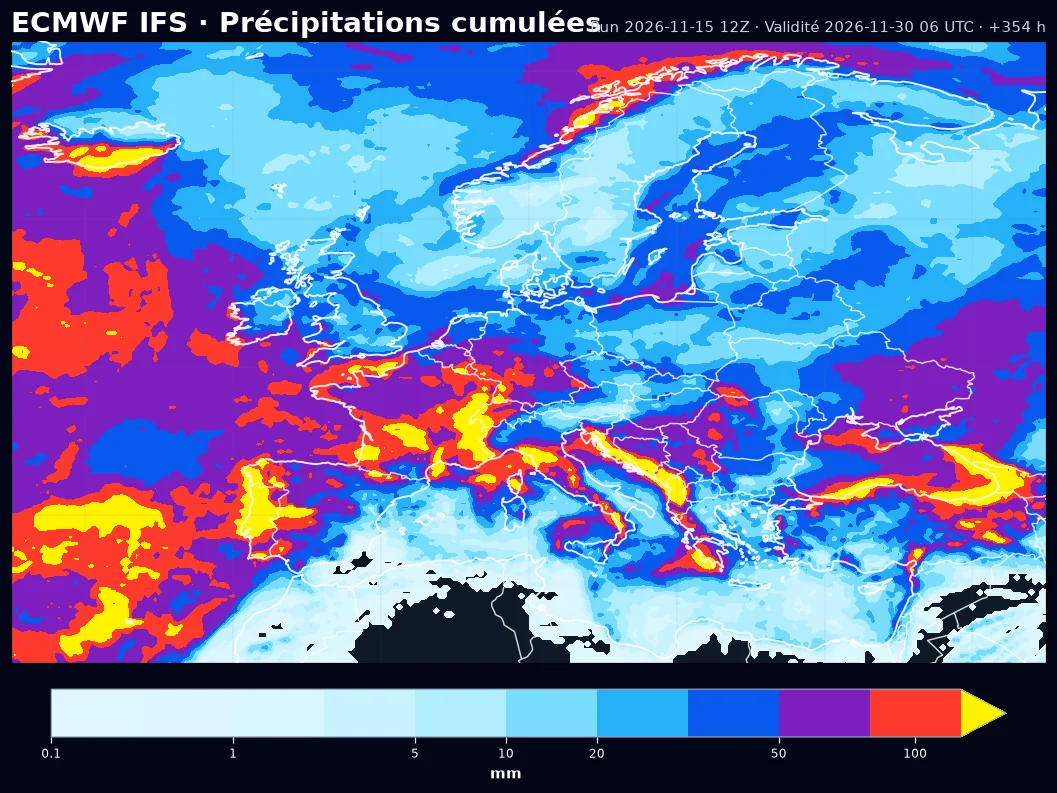 ECMWF IFS · Précipitations cumulées
Run 2026-11-15 12Z · Validité 2026-11-30 06 UTC · +354 h
0.1 1 5 10 20 50 100
mm